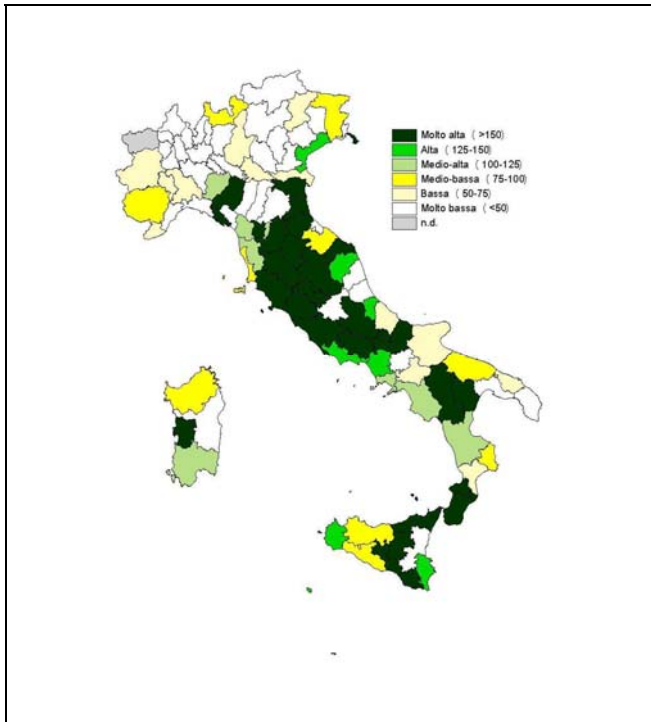 Molto alta ( >150)
Alta ( 125-150)
Medio-alta ( 100-125)
Medio-bassa ( 75-100)
Bassa ( 50-75)
Molto bassa ( <50)
n.d.